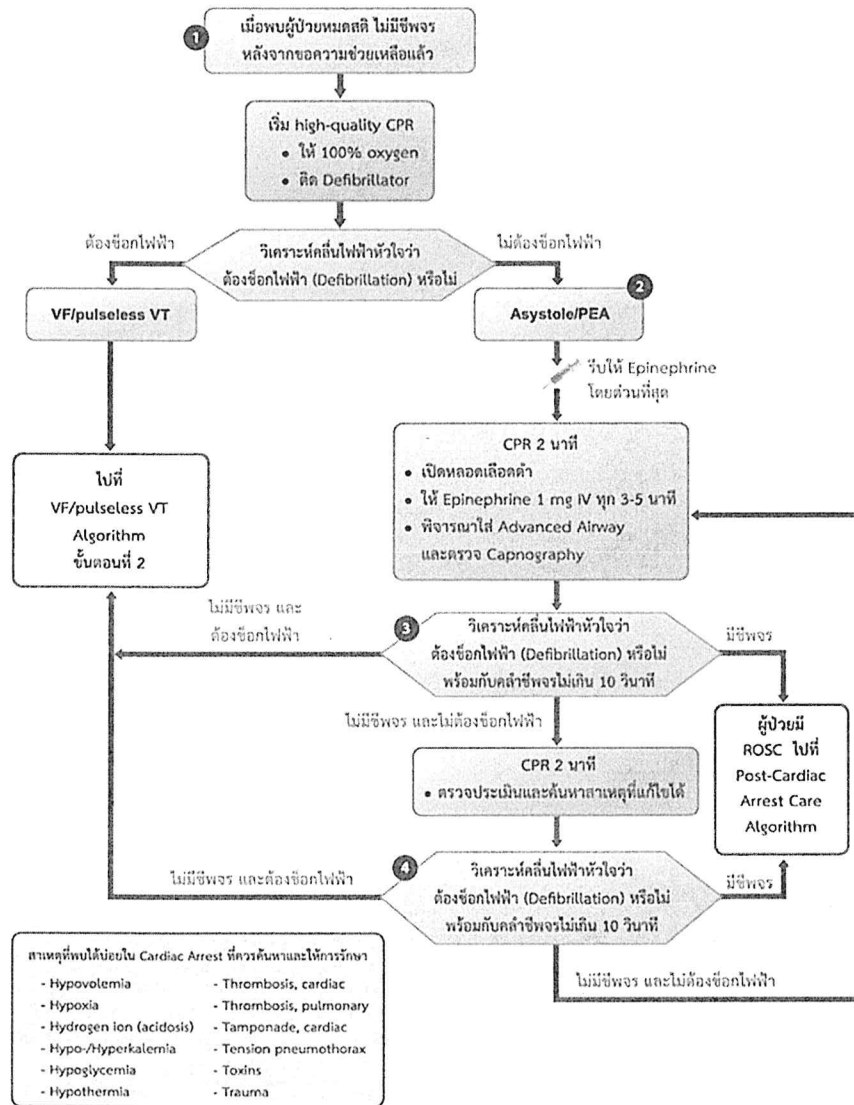 1
เมื่อพบผู้ป่วยหมดสติ ไม่มีชีพจร
หลังจากขอความช่วยเหลือแล้ว
เริ่ม high-quality CPR
• ให้ 100% oxygen
• ติด Defibrillator
ต้องช็อกไฟฟ้า
วิเคราะห์คลื่นไฟฟ้าหัวใจว่า
ต้องช็อกไฟฟ้า (Defibrillation) หรือไม่
ไม่ต้องช็อกไฟฟ้า
VF/pulseless VT
2
Asystole/PEA
รีบให้ Epinephrine
โดยด่วนที่สุด
ไปที่
VF/pulseless VT
Algorithm
ขั้นตอนที่ 2
CPR 2 นาที
• เปิดหลอดเลือดดำ
• ให้ Epinephrine 1 mg IV ทุก 3-5 นาที
• พิจารณาใส่ Advanced Airway
และตรวจ Capnography
ไม่มีชีพจร และ
ต้องช็อกไฟฟ้า
3
วิเคราะห์คลื่นไฟฟ้าหัวใจว่า
ต้องช็อกไฟฟ้า (Defibrillation) หรือไม่
พร้อมกับคลำชีพจรไม่เกิน 10 วินาที
มีชีพจร
ไม่มีชีพจร และไม่ต้องช็อกไฟฟ้า
ผู้ป่วยมี
ROSC ไปที่
Post-Cardiac
Arrest Care
Algorithm
CPR 2 นาที
• ตรวจประเมินและค้นหาสาเหตุที่แก้ไขได้
ไม่มีชีพจร และต้องช็อกไฟฟ้า
4
วิเคราะห์คลื่นไฟฟ้าหัวใจว่า
ต้องช็อกไฟฟ้า (Defibrillation) หรือไม่
พร้อมกับคลำชีพจรไม่เกิน 10 วินาที
มีชีพจร
ไม่มีชีพจร และไม่ต้องช็อกไฟฟ้า
สาเหตุที่พบได้บ่อยใน Cardiac Arrest ที่ควรค้นหาและให้การรักษา
- Hypovolemia
- Hypoxia
- Hydrogen ion (acidosis)
- Hypo-/Hyperkalemia
- Hypoglycemia
- Hypothermia
- Thrombosis, cardiac
- Thrombosis, pulmonary
- Tamponade, cardiac
- Tension pneumothorax
- Toxins
- Trauma